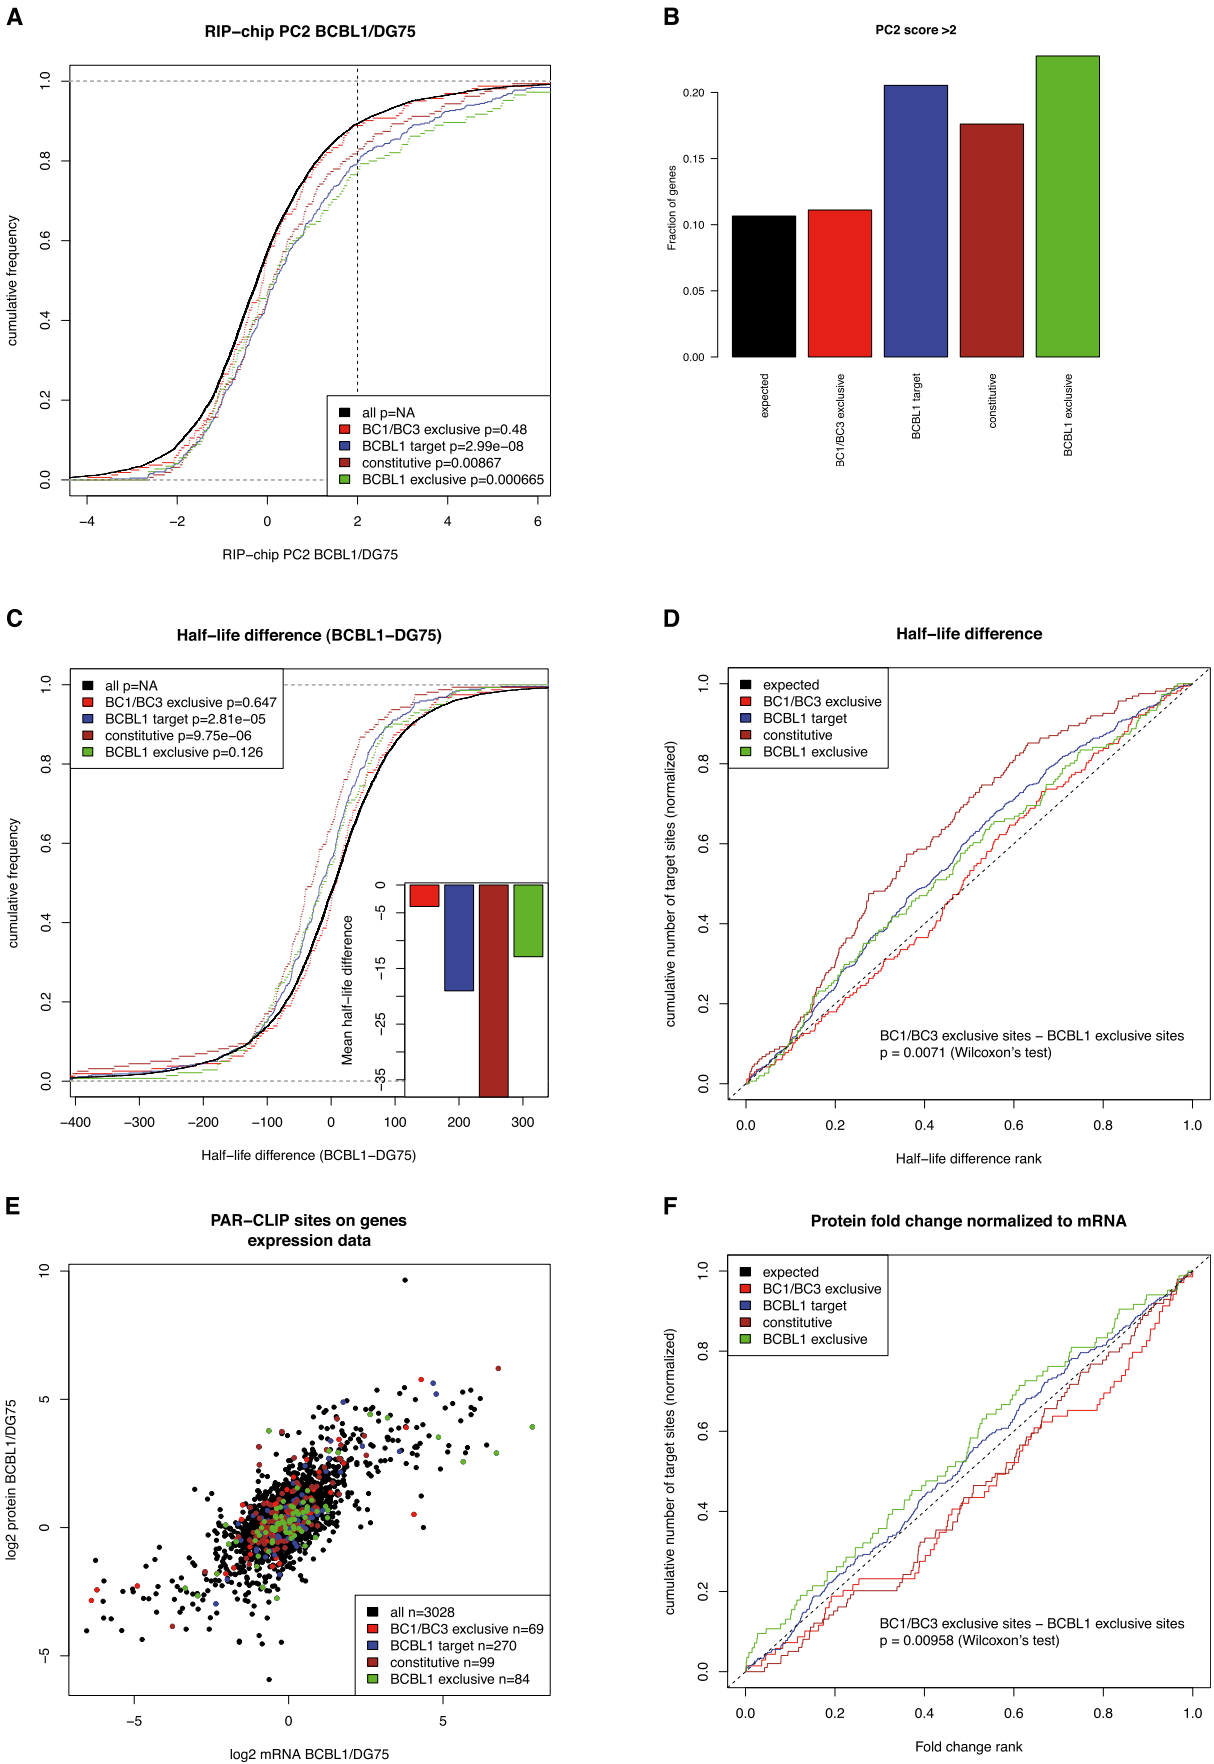 A
RIP−chip PC2 BCBL1/DG75
cumulative frequency
0.0
0.2
0.4
0.6
0.8
1.0
all p=NA
BC1/BC3 exclusive p=0.48
BCBL1 target p=2.99e−08
constitutive p=0.00867
BCBL1 exclusive p=0.000665
−4
−2
0
2
4
6
RIP−chip PC2 BCBL1/DG75
B
PC2 score >2
Fraction of genes
0.00
0.05
0.10
0.15
0.20
expected
BC1/BC3 exclusive
BCBL1 target
constitutive
BCBL1 exclusive
C
Half−life difference (BCBL1−DG75)
cumulative frequency
0.0
0.2
0.4
0.6
0.8
1.0
all p=NA
BC1/BC3 exclusive p=0.647
BCBL1 target p=2.81e−05
constitutive p=9.75e−06
BCBL1 exclusive p=0.126
Mean half−life difference
0
−5
−15
−25
−35
−400
−300
−200
−100
0
100
200
300
Half−life difference (BCBL1−DG75)
D
Half−life difference
cumulative number of target sites (normalized)
0.0
0.2
0.4
0.6
0.8
1.0
expected
BC1/BC3 exclusive
BCBL1 target
constitutive
BCBL1 exclusive
BC1/BC3 exclusive sites − BCBL1 exclusive sites
p = 0.0071 (Wilcoxon's test)
0.0
0.2
0.4
0.6
0.8
1.0
Half−life difference rank
E
PAR−CLIP sites on genes
expression data
log2 protein BCBL1/DG75
−5
0
5
10
all n=3028
BC1/BC3 exclusive n=69
BCBL1 target n=270
constitutive n=99
BCBL1 exclusive n=84
−5
0
5
log2 mRNA BCBL1/DG75
F
Protein fold change normalized to mRNA
cumulative number of target sites (normalized)
0.0
0.2
0.4
0.6
0.8
1.0
expected
BC1/BC3 exclusive
BCBL1 target
constitutive
BCBL1 exclusive
BC1/BC3 exclusive sites − BCBL1 exclusive sites
p = 0.00958 (Wilcoxon's test)
0.0
0.2
0.4
0.6
0.8
1.0
Fold change rank